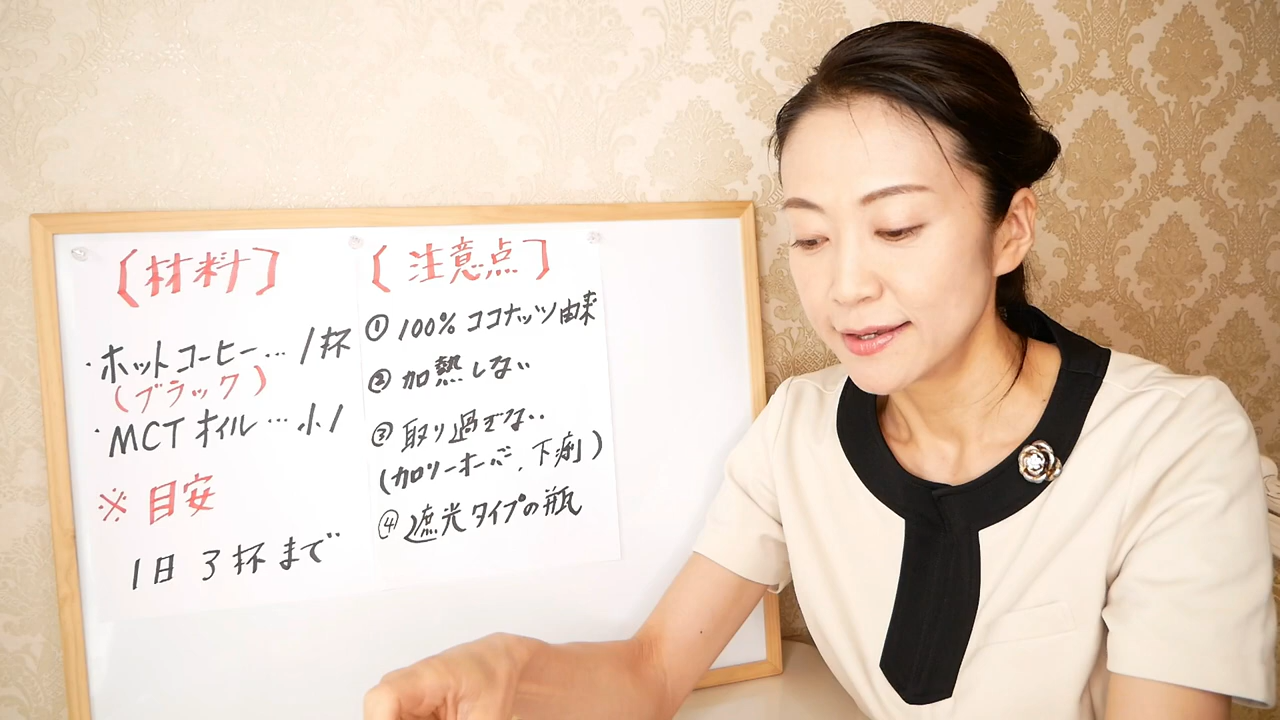 【材料】
・ホットコーヒー…1杯
(ブラック)
・MCTオイル…小1
※目安
1日3杯まで
【注意点】
① 100%ココナッツ由来
② 加熱しない
③ 取り過ぎない
(カロリーオーバー、下痢)
④ 遮光タイプの瓶